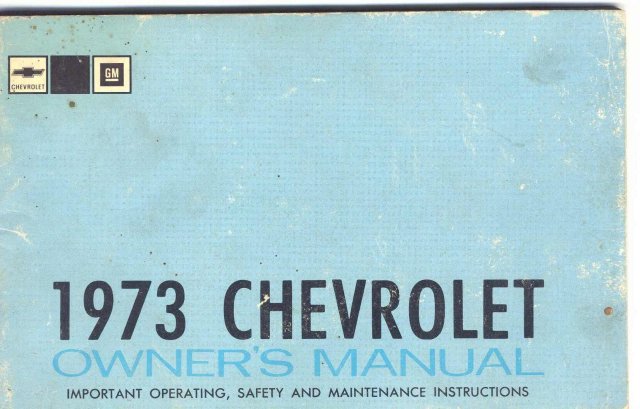 CHEVROLET
GM
1973 CHEVROLET
OWNER'S MANUAL
IMPORTANT OPERATING, SAFETY AND MAINTENANCE INSTRUCTIONS